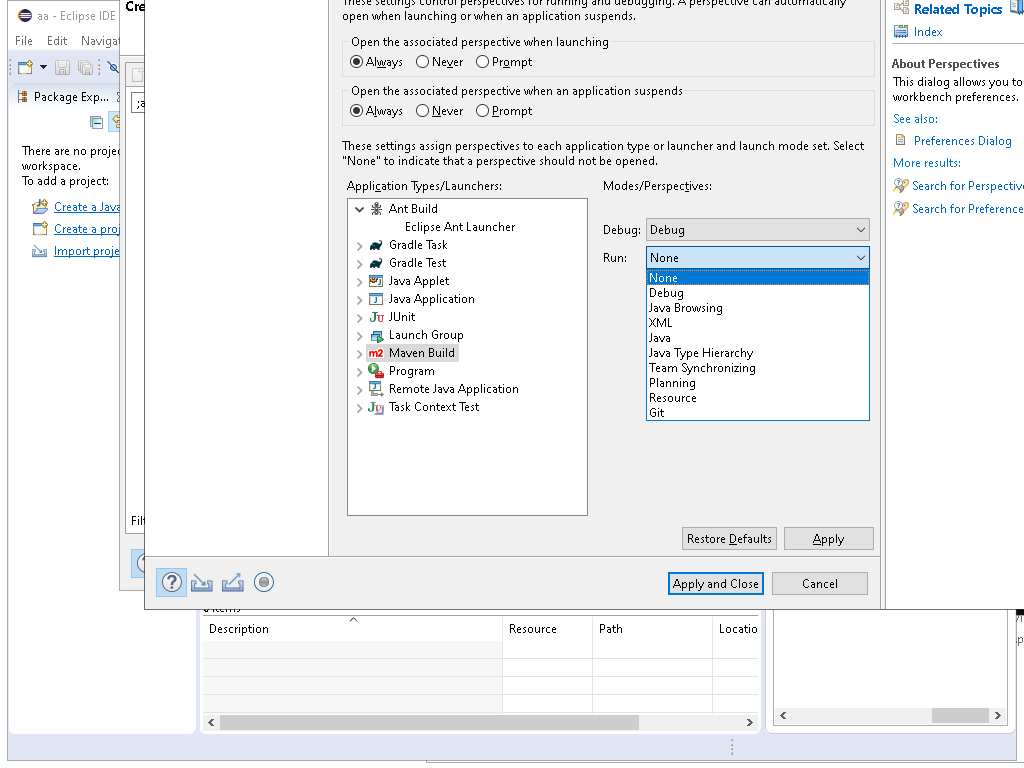 aa - Eclipse IDE
Cre
File Edit Navigat
Package Exp...
There are no proje
workspace.
To add a project:
Create a Java
Create a proj
Import proje
;a
Filt
These settings control perspectives for running and debugging. A perspective can automatically
open when launching or when an application suspends.
Open the associated perspective when launching
Always Never Prompt
Open the associated perspective when an application suspends
Always Never Prompt
These settings assign perspectives to each application type or launcher and launch mode set. Select
"None" to indicate that a perspective should not be opened.
Application Types/Launchers:
Modes/Perspectives:
Ant Build
Eclipse Ant Launcher
Gradle Task
Gradle Test
Java Applet
Java Application
JUnit
Launch Group
Maven Build
Program
Remote Java Application
Task Context Test
Debug: Debug
Run: None
None
Debug
Java Browsing
XML
Java
Java Type Hierarchy
Team Synchronizing
Planning
Resource
Git
Restore Defaults Apply
Apply and Close Cancel
Related Topics
Index
About Perspectives
This dialog allows you to
workbench preferences.
See also:
Preferences Dialog
More results:
Search for Perspective
Search for Preference
items
Description Resource Path Locatio